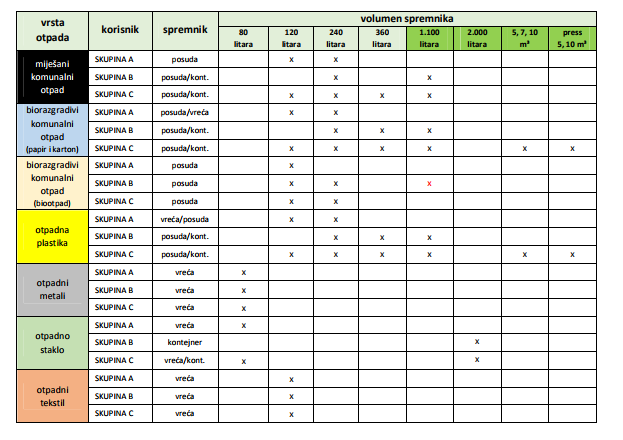 vrsta otpada korisnik spremnik volumen spremnika
80 litara 120 litara 240 litara 360 litara 1.100 litara 2.000 litara 5, 7, 10 m³ press 5, 10 m³
miješani komunalni otpad
SKUPINA A posuda x x
SKUPINA B posuda/kont. x x
SKUPINA C posuda/kont. x x x x
biorazgradivi komunalni otpad (papir i karton)
SKUPINA A posuda/vreća x x
SKUPINA B posuda/kont. x x x
SKUPINA C posuda/kont. x x x x x x
biorazgradivi komunalni otpad (biootpad)
SKUPINA A posuda x
SKUPINA B posuda x x x
SKUPINA C posuda x x
otpadna plastika
SKUPINA A vreća/posuda x x
SKUPINA B posuda/kont. x x x
SKUPINA C posuda/kont. x x x x x x
otpadni metali
SKUPINA A vreća x
SKUPINA B vreća x
SKUPINA C vreća x
otpadno staklo
SKUPINA A vreća x
SKUPINA B kontejner x
SKUPINA C vreća/kont. x x
otpadni tekstil
SKUPINA A vreća x
SKUPINA B vreća x
SKUPINA C vreća x